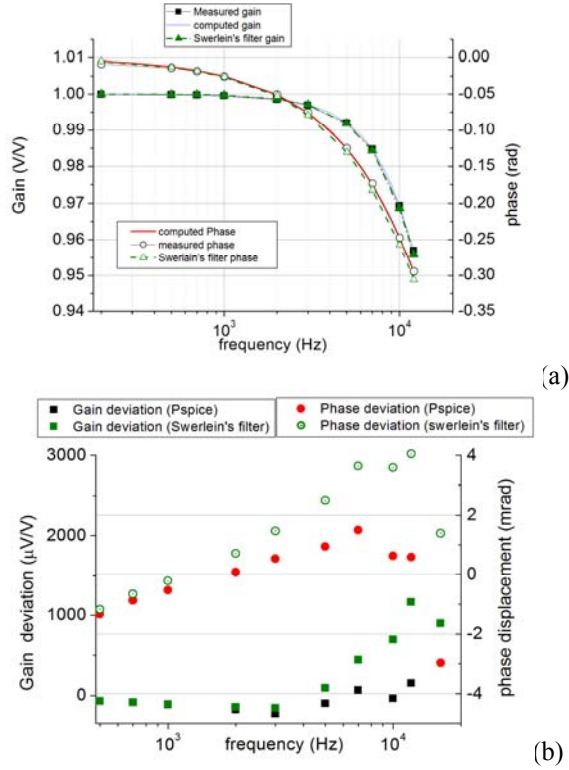 Measured gain
computed gain
Swerlein's filter gain
1.01
1.00
0.99
0.98
0.97
0.96
0.95
0.94
Gain (V/V)
0.00
-0.05
-0.10
-0.15
-0.20
-0.25
-0.30
-0.35
phase (rad)
computed Phase
measured phase
Swerlain's filter phase
10³
10⁴
frequency (Hz)
(a)
Gain deviation (Pspice)
Gain deviation (Swerlein's filter)
Phase deviation (Pspice)
Phase deviation (swerlein's filter)
3000
2000
1000
0
Gain deviation (µV/V)
4
2
0
-2
-4
phase displacement (mrad)
10³
10⁴
frequency (Hz)
(b)